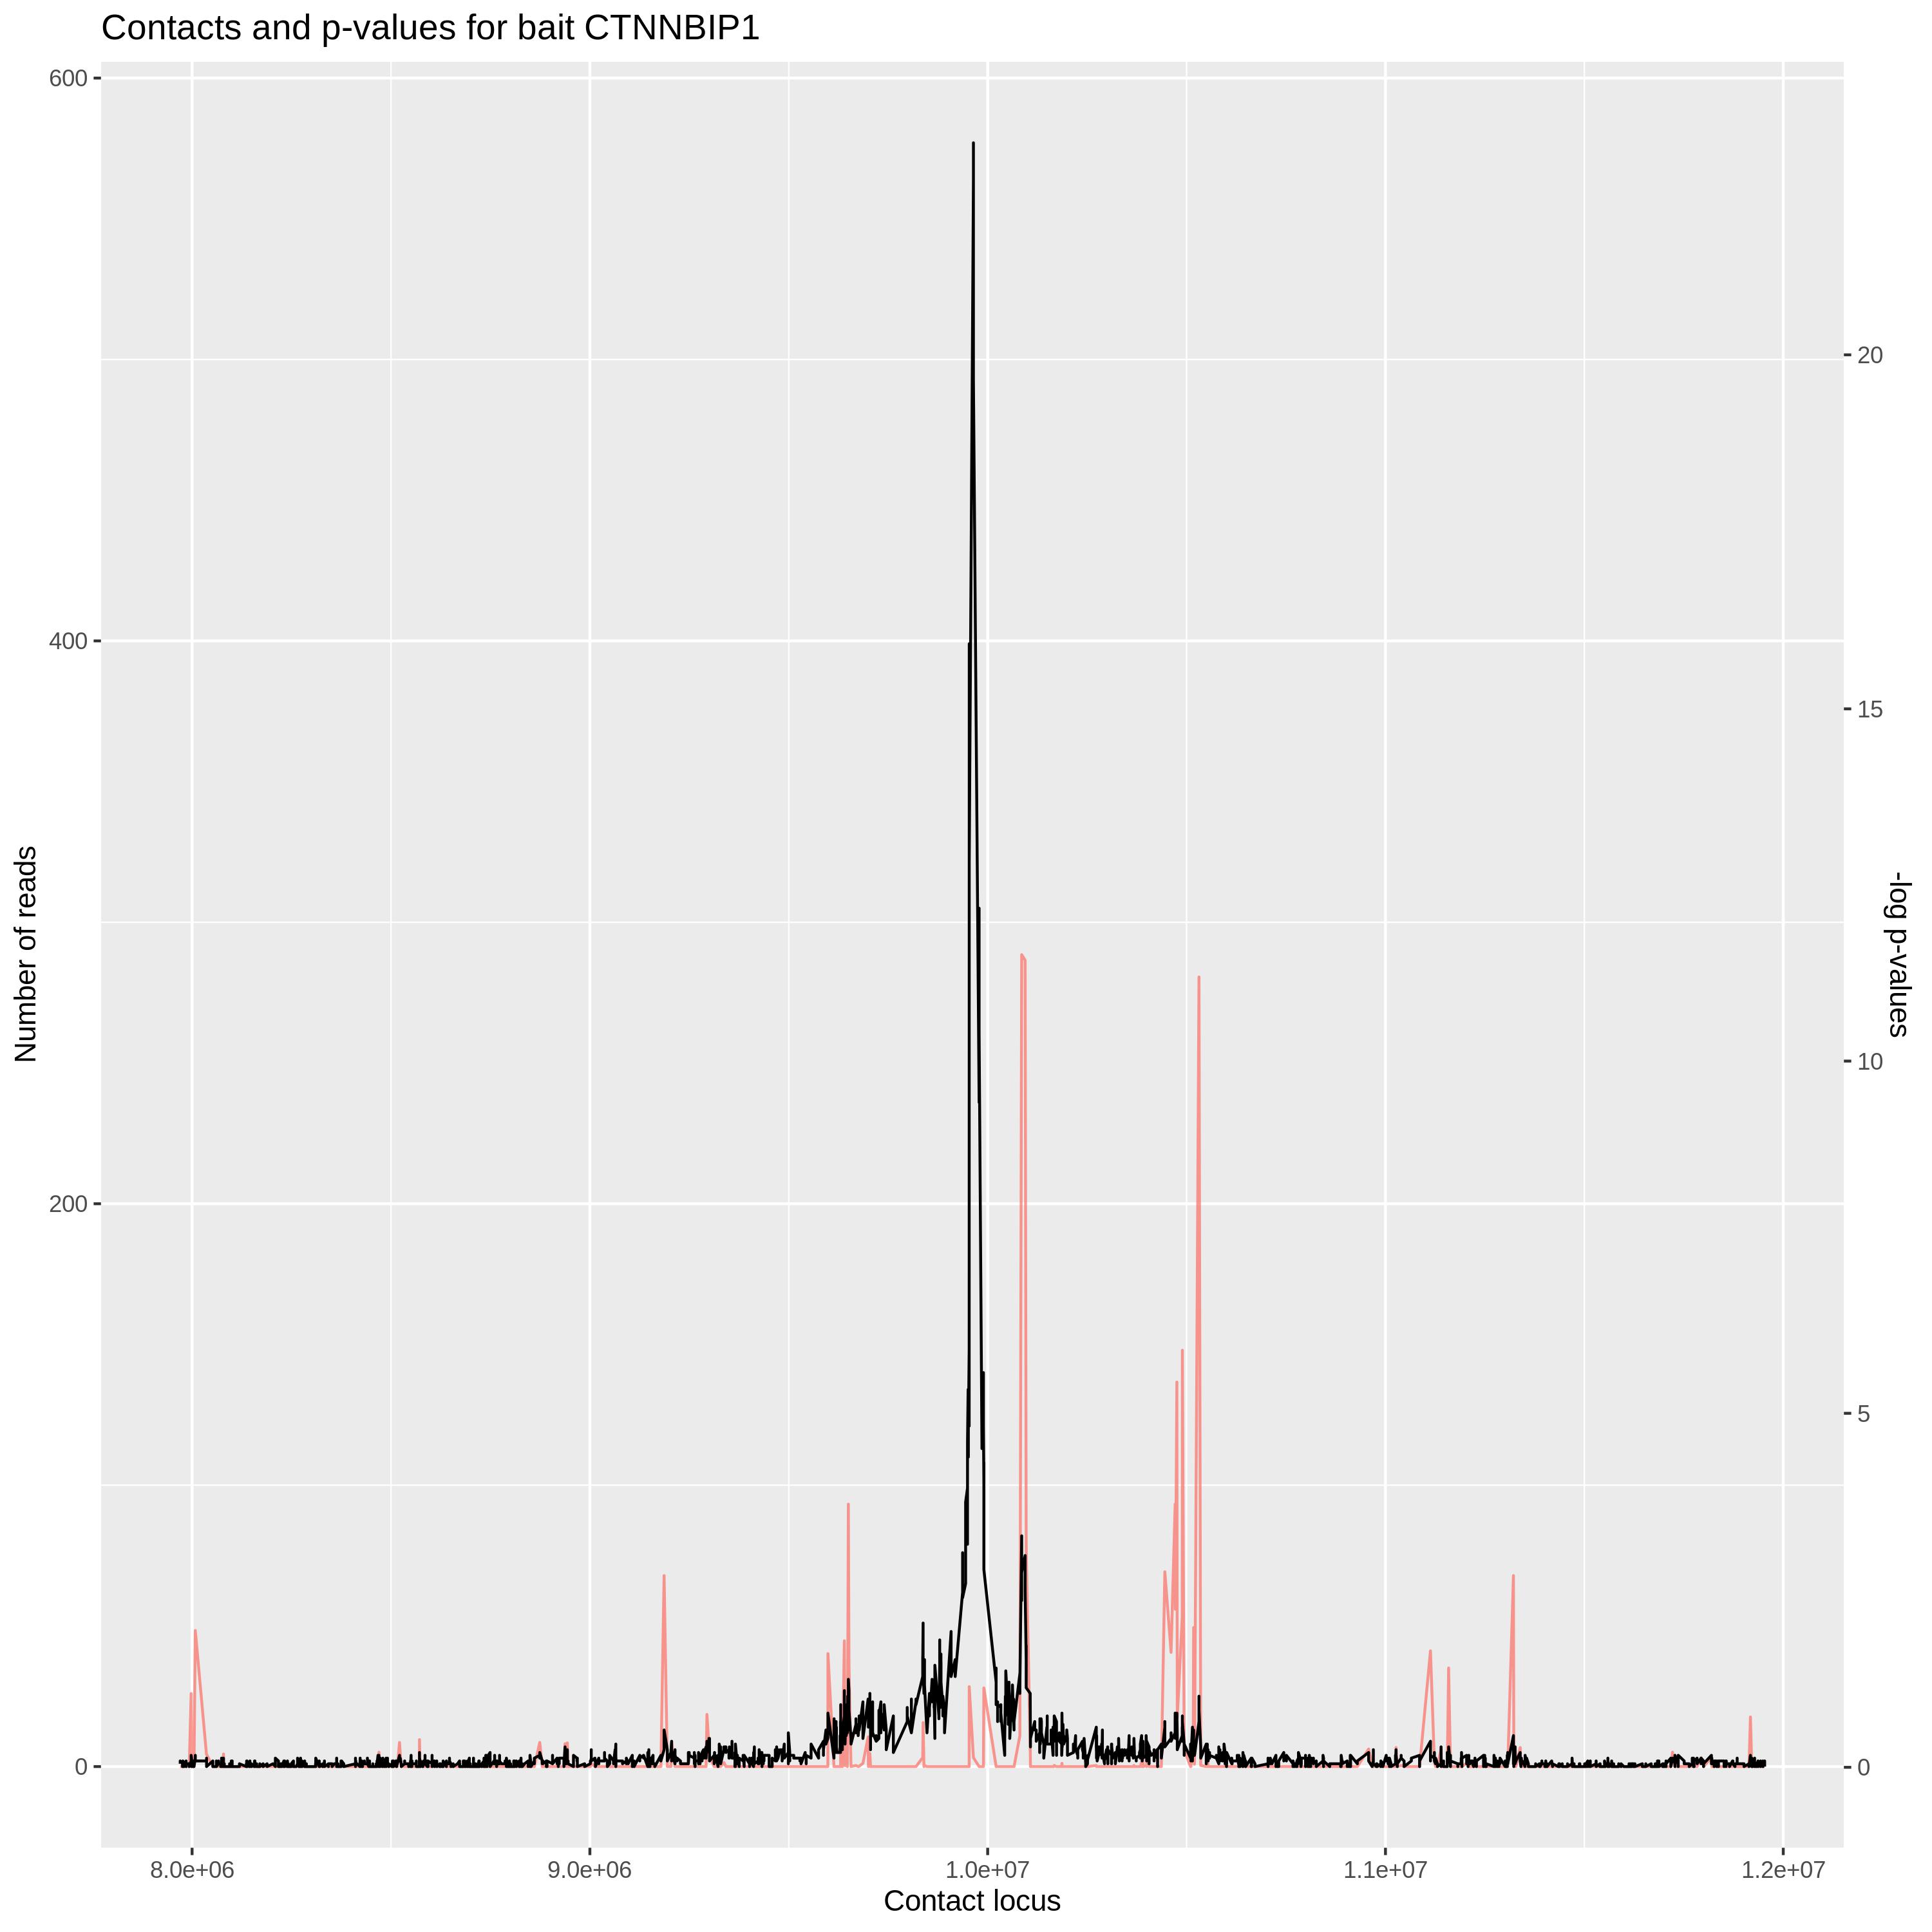 Contacts and p-values for bait CTNNBIP1
600
400
200
0
Number of reads
20
15
10
5
0
-log p-values
8.0e+06
9.0e+06
1.0e+07
1.1e+07
1.2e+07
Contact locus